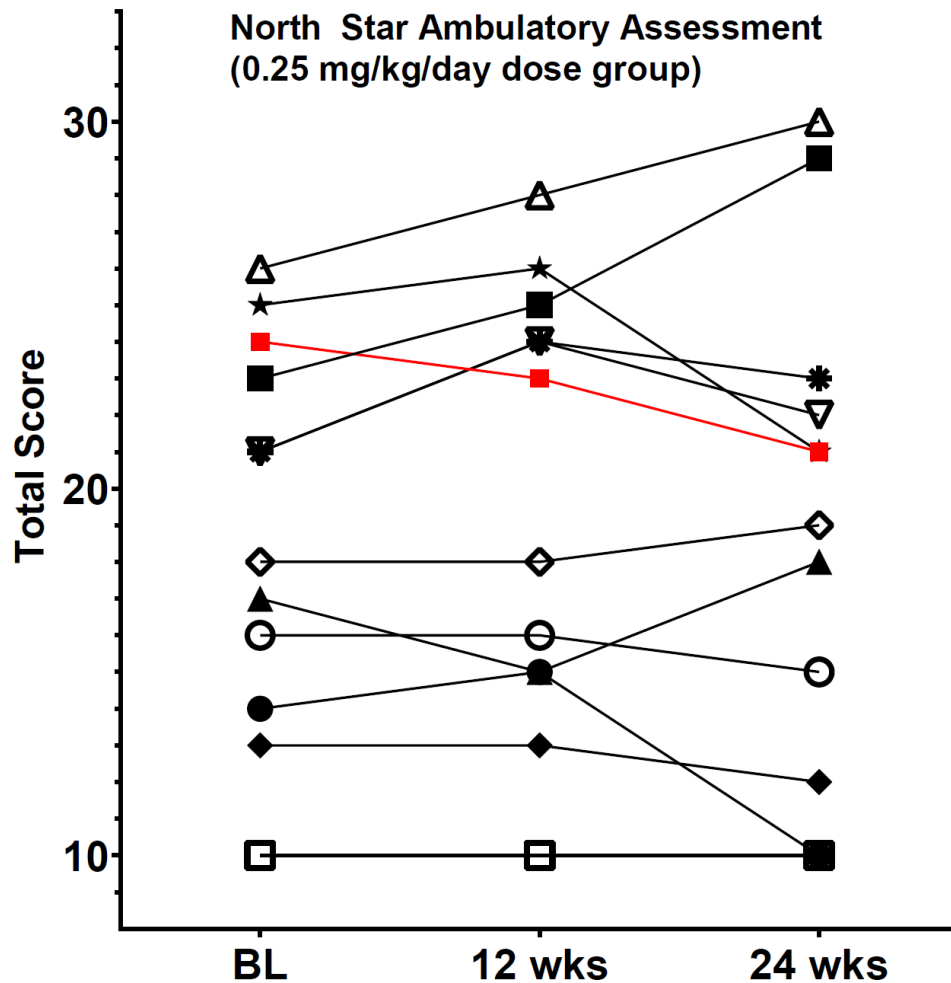 North Star Ambulatory Assessment
(0.25 mg/kg/day dose group)
30
20
10
Total Score
BL 12 wks 24 wks